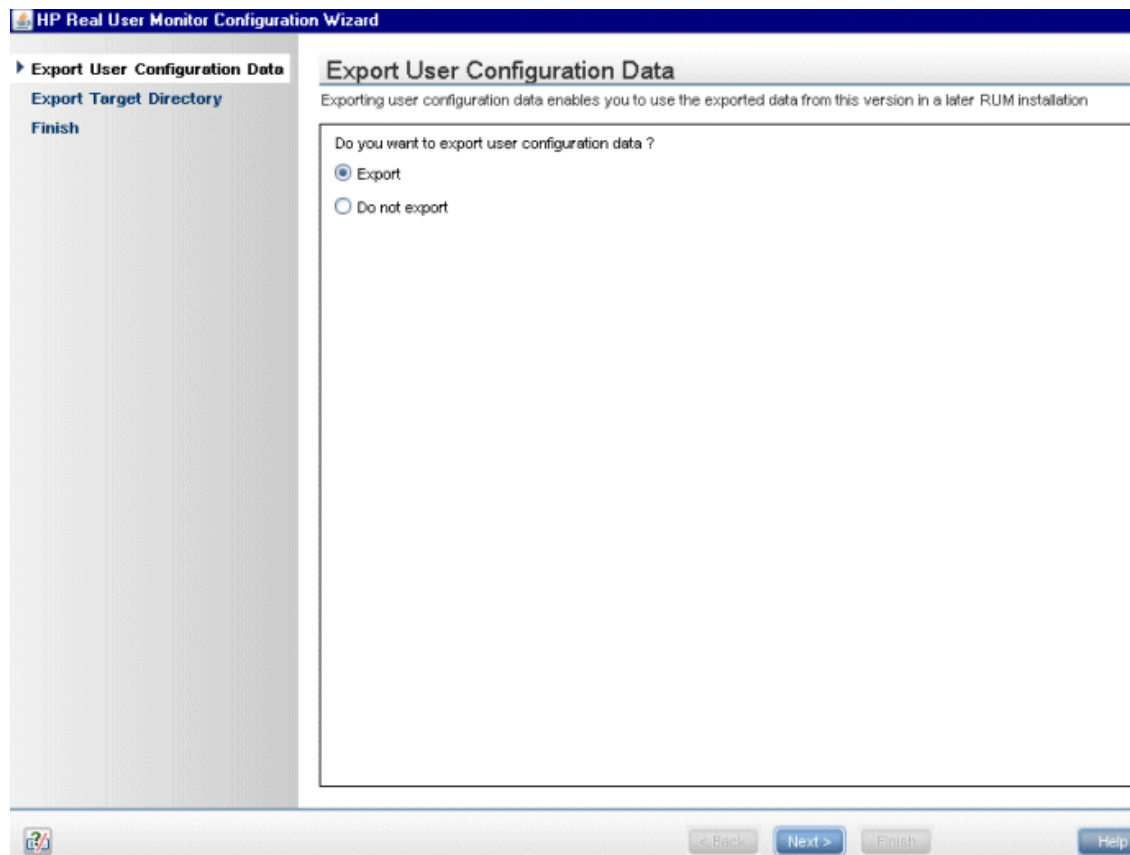 HP Real User Monitor Configuration Wizard
Export User Configuration Data
Export Target Directory
Finish
Export User Configuration Data
Exporting user configuration data enables you to use the exported data from this version in a later RUM installation
Do you want to export user configuration data ?
Export
Do not export
< Back
Next >
Finish
Help